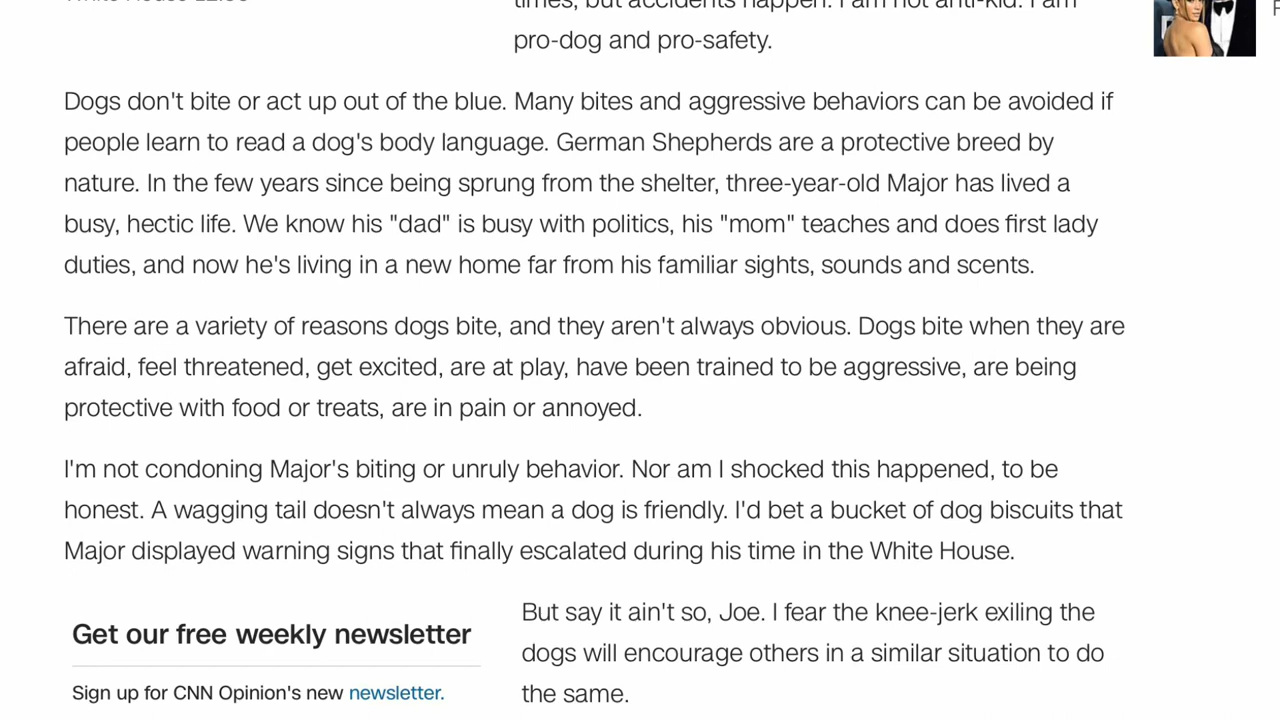 times, but accidents happen. I am not anti-kid. I am
pro-dog and pro-safety.
Dogs don't bite or act up out of the blue. Many bites and aggressive behaviors can be avoided if
people learn to read a dog's body language. German Shepherds are a protective breed by
nature. In the few years since being sprung from the shelter, three-year-old Major has lived a
busy, hectic life. We know his "dad" is busy with politics, his "mom" teaches and does first lady
duties, and now he's living in a new home far from his familiar sights, sounds and scents.
There are a variety of reasons dogs bite, and they aren't always obvious. Dogs bite when they are
afraid, feel threatened, get excited, are at play, have been trained to be aggressive, are being
protective with food or treats, are in pain or annoyed.
I'm not condoning Major's biting or unruly behavior. Nor am I shocked this happened, to be
honest. A wagging tail doesn't always mean a dog is friendly. I'd bet a bucket of dog biscuits that
Major displayed warning signs that finally escalated during his time in the White House.
But say it ain't so, Joe. I fear the knee-jerk exiling the
dogs will encourage others in a similar situation to do
the same.
Get our free weekly newsletter
Sign up for CNN Opinion's new newsletter.